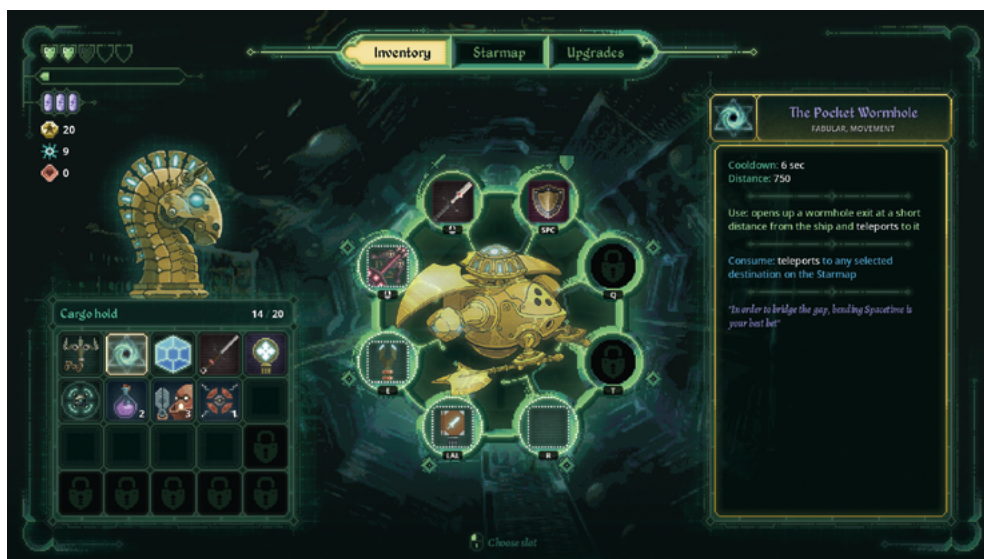 Inventory
Starmap
Upgrades
20
9
0
The Pocket Wormhole
FABULAR, MOVEMENT
Cooldown: 6 sec
Distance: 750
Use: opens up a wormhole exit at a short
distance from the ship and teleports to it
Consume: teleports to any selected
destination on the Starmap
"In order to bridge the gap, bending Spacetime is
your best bet"
SPC
Q
E
T
LAL
R
Cargo hold
14 / 20
2
3
1
Choose slot